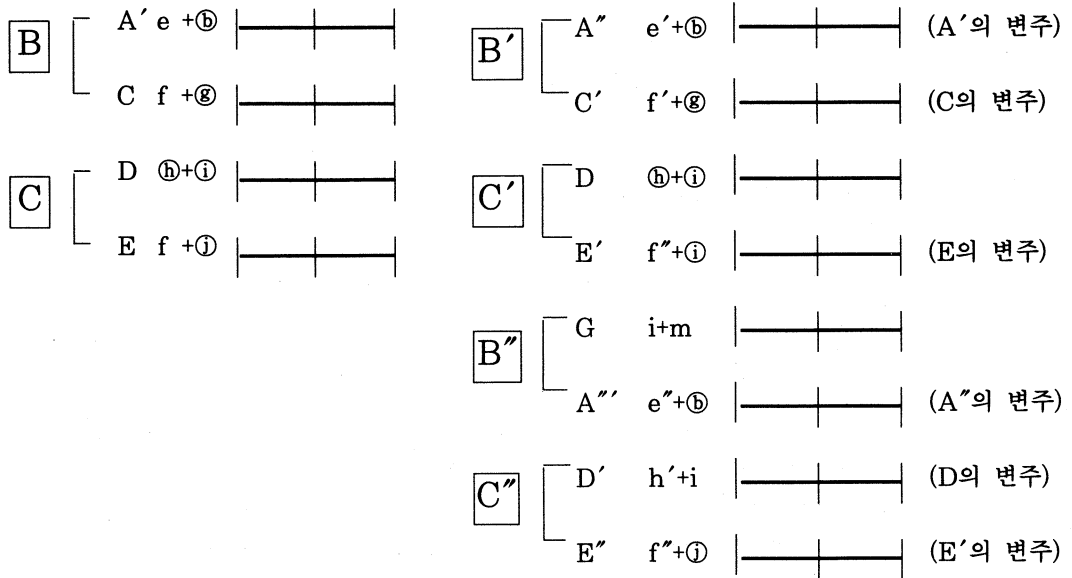 B
A′ e +ⓑ
C f +ⓖ
C
D ⓗ+ⓘ
E f +ⓙ
B′
A″ e′+ⓑ (A′의 변주)
C′ f′+ⓖ (C의 변주)
C′
D ⓗ+ⓘ
E′ f″+ⓘ (E의 변주)
B″
G i+m
A‴ e″+ⓑ (A″의 변주)
C″
D′ h′+i (D의 변주)
E″ f″+ⓙ (E′의 변주)